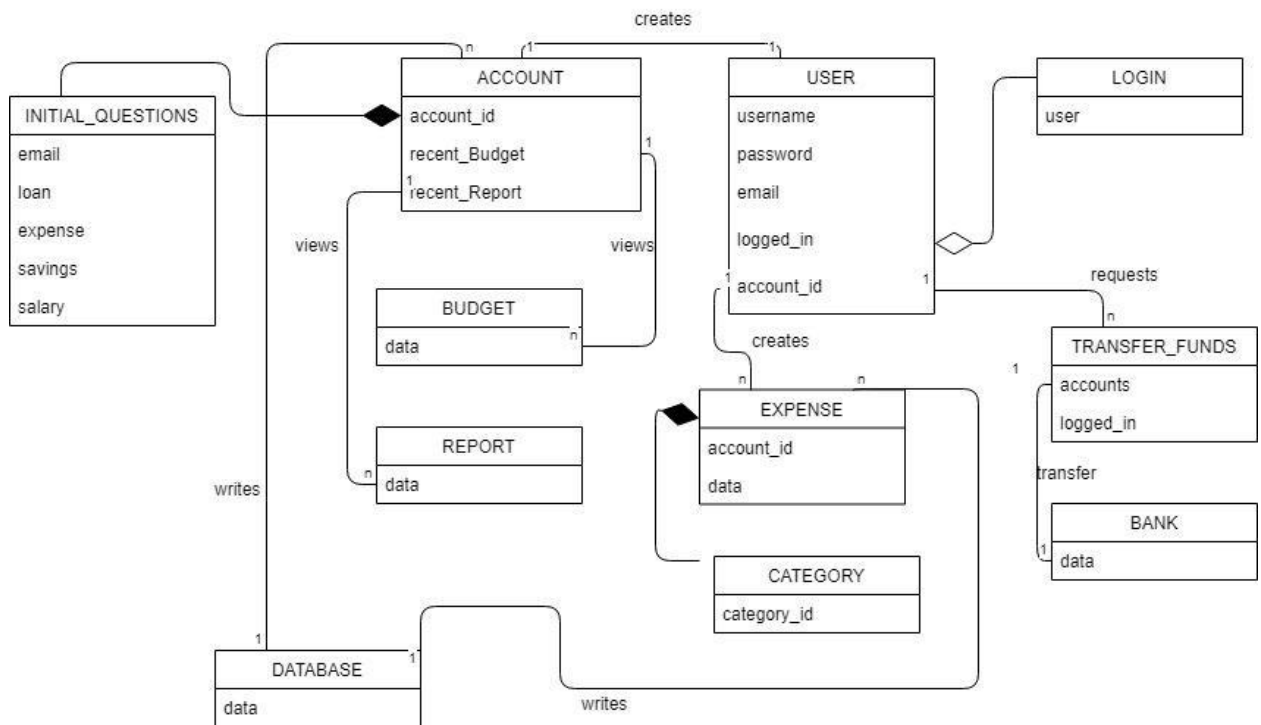 creates
n
1
1
ACCOUNT
account_id
recent_Budget
recent_Report
1
1
USER
username
password
email
logged_in
account_id
1
1
LOGIN
user
INITIAL_QUESTIONS
email
loan
expense
savings
salary
views
views
requests
n
BUDGET
data
n
creates
n
n
TRANSFER_FUNDS
accounts
logged_in
1
EXPENSE
account_id
data
REPORT
data
n
writes
transfer
BANK
data
1
CATEGORY
category_id
1
1
DATABASE
data
writes